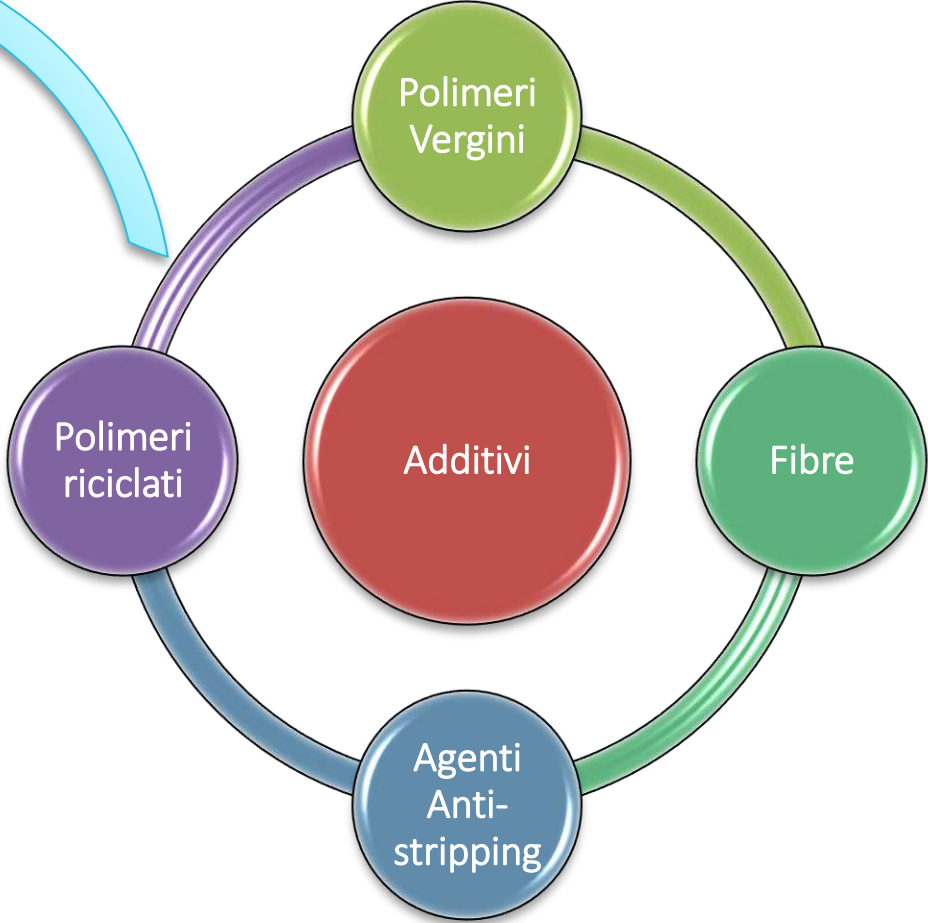 Polimeri
Vergini
Polimeri
riciclati
Additivi
Fibre
Agenti
Anti-
stripping